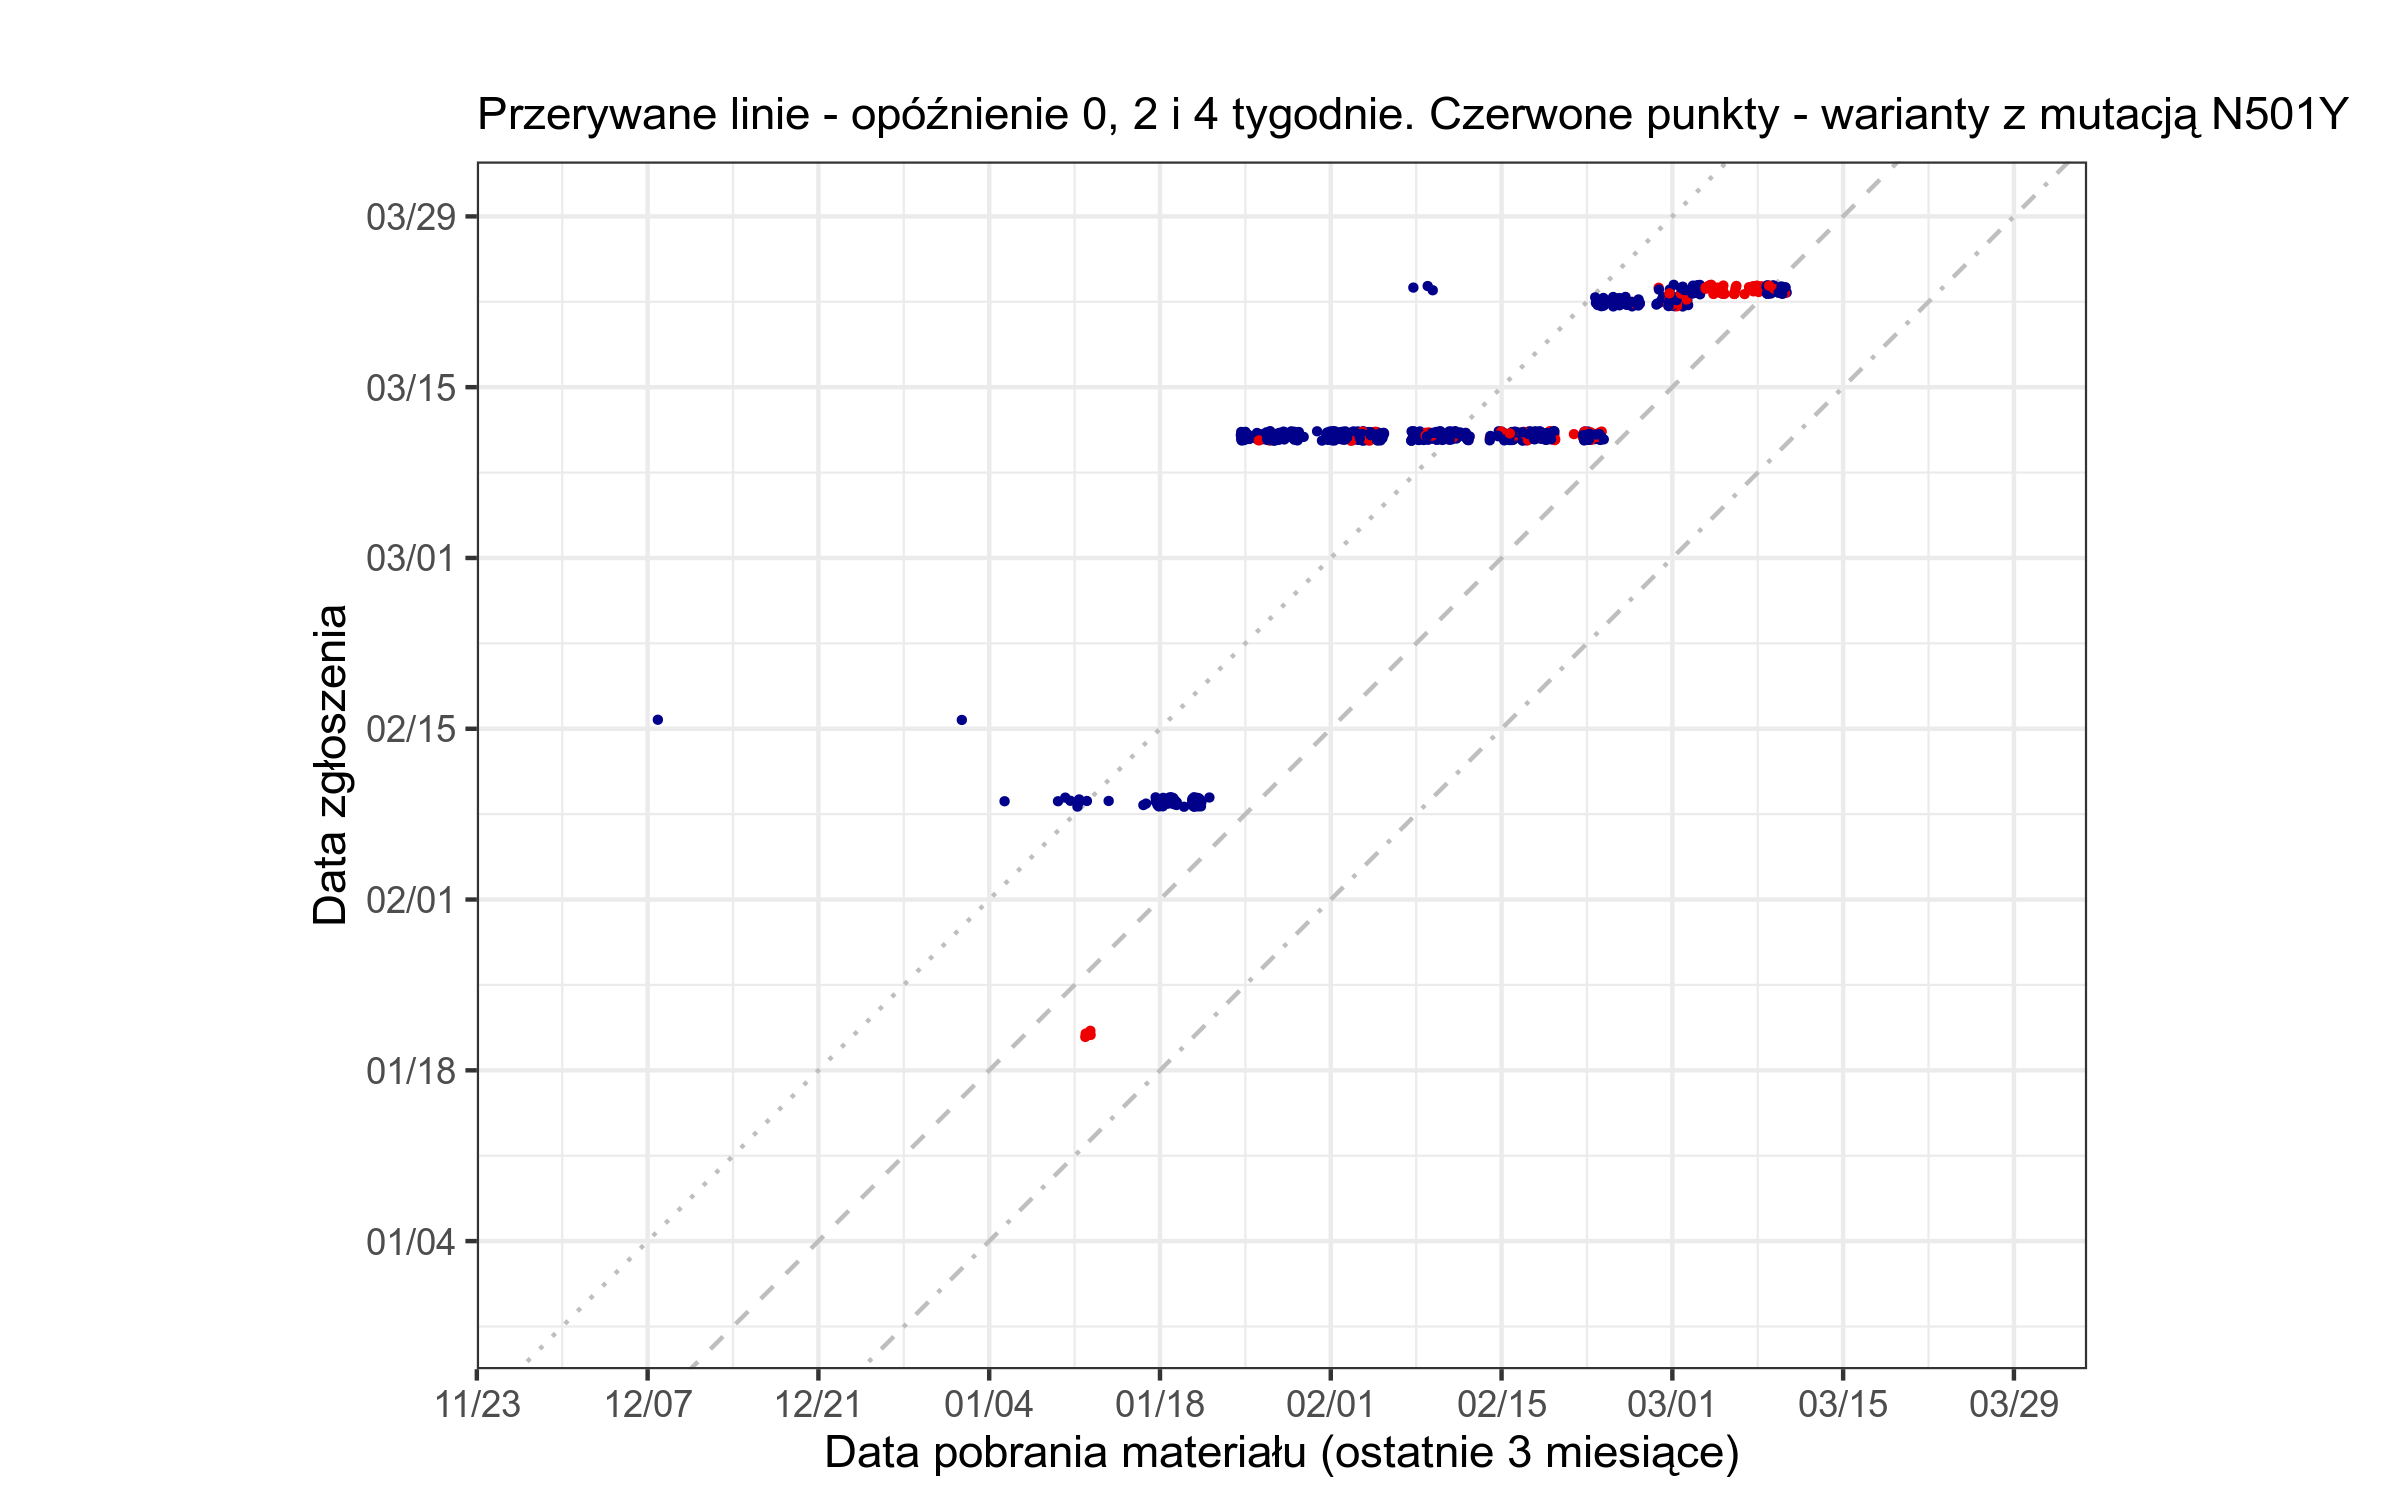 Przerywane linie - opóźnienie 0, 2 i 4 tygodnie. Czerwone punkty - warianty z mutacją N501Y
Data zgłoszenia
03/29
03/15
03/01
02/15
02/01
01/18
01/04
11/23 12/07 12/21 01/04 01/18 02/01 02/15 03/01 03/15 03/29
Data pobrania materiału (ostatnie 3 miesiące)